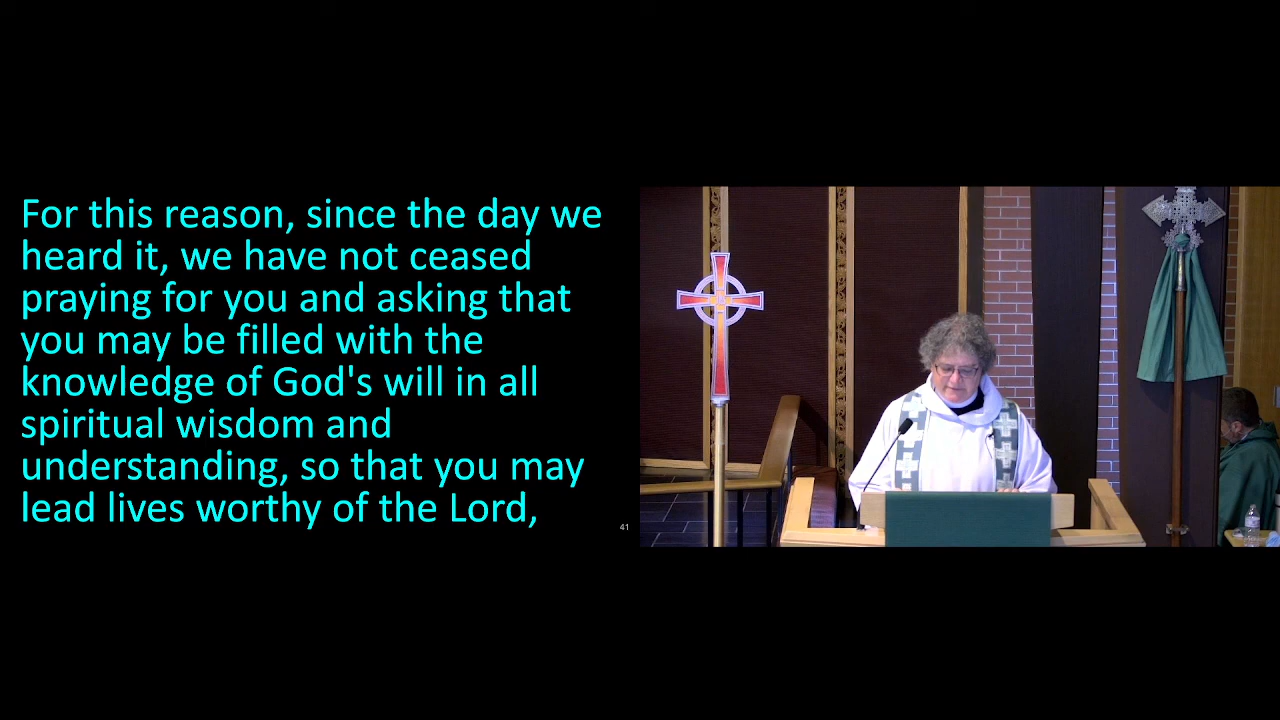 For this reason, since the day we
heard it, we have not ceased
praying for you and asking that
you may be filled with the
knowledge of God's will in all
spiritual wisdom and
understanding, so that you may
lead lives worthy of the Lord,
41